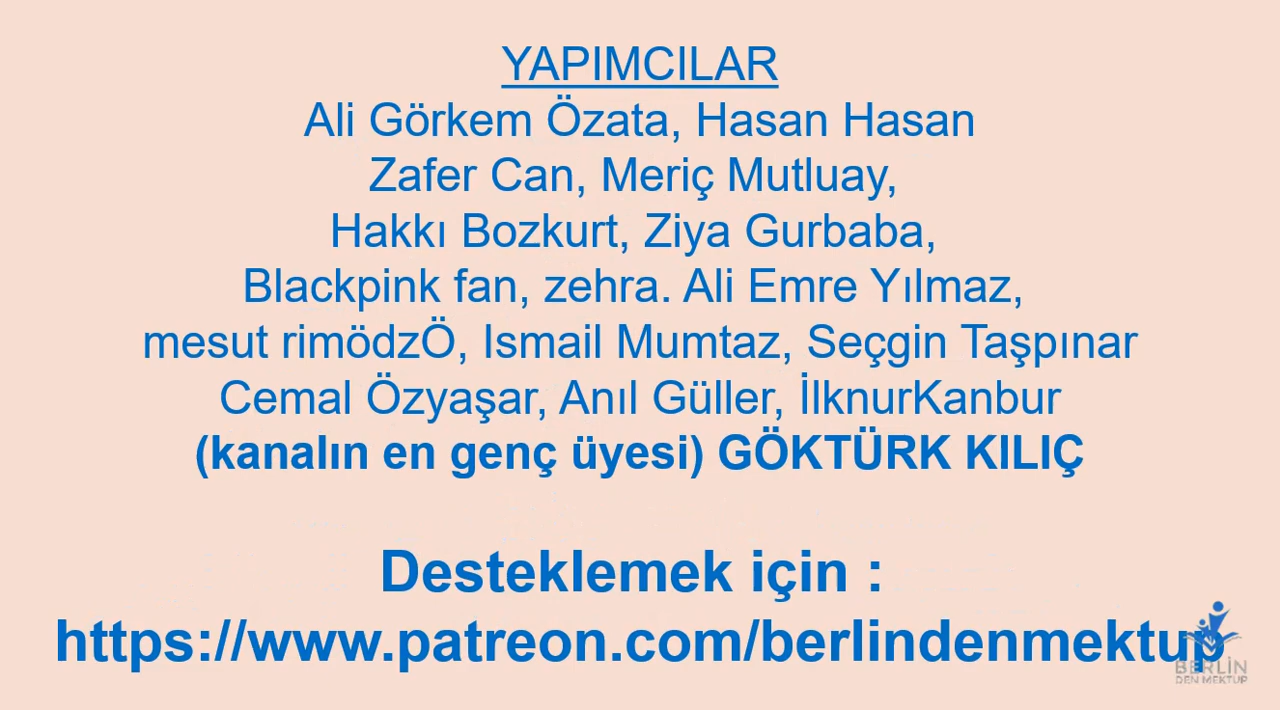 YAPIMCILAR
Ali Görkem Özata, Hasan Hasan
Zafer Can, Meriç Mutluay,
Hakkı Bozkurt, Ziya Gurbaba,
Blackpink fan, zehra. Ali Emre Yılmaz,
mesut rimödzÖ, Ismail Mumtaz, Seçgin Taşpınar
Cemal Özyaşar, Anıl Güller, İlknurKanbur
(kanalın en genç üyesi) GÖKTÜRK KILIÇ
Desteklemek için :
https://www.patreon.com/berlindenmektup
BERLİN
DEN MEKTUP